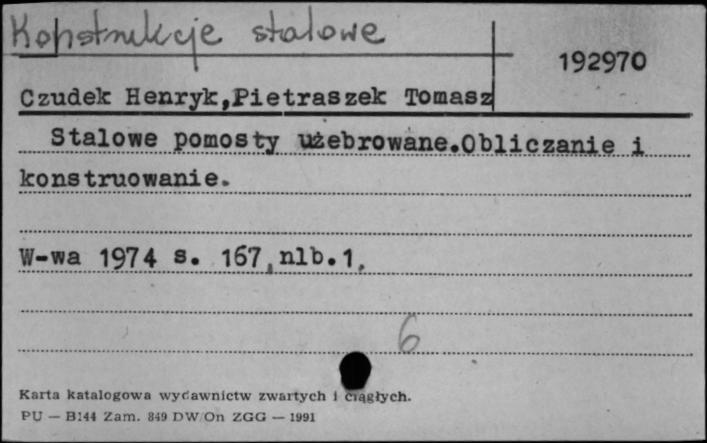 Konstrukcje stalowe
192970
Czudek Henryk,Pietraszek Tomasz
Stalowe pomosty użebrowane.Obliczanie i
konstruowanie.
W-wa 1974 s. 167,nlb.1.
6
Karta katalogowa wydawnictw zwartych i ciągłych.
PU — B144 Zam. 849 DW/On ZGG — 1991